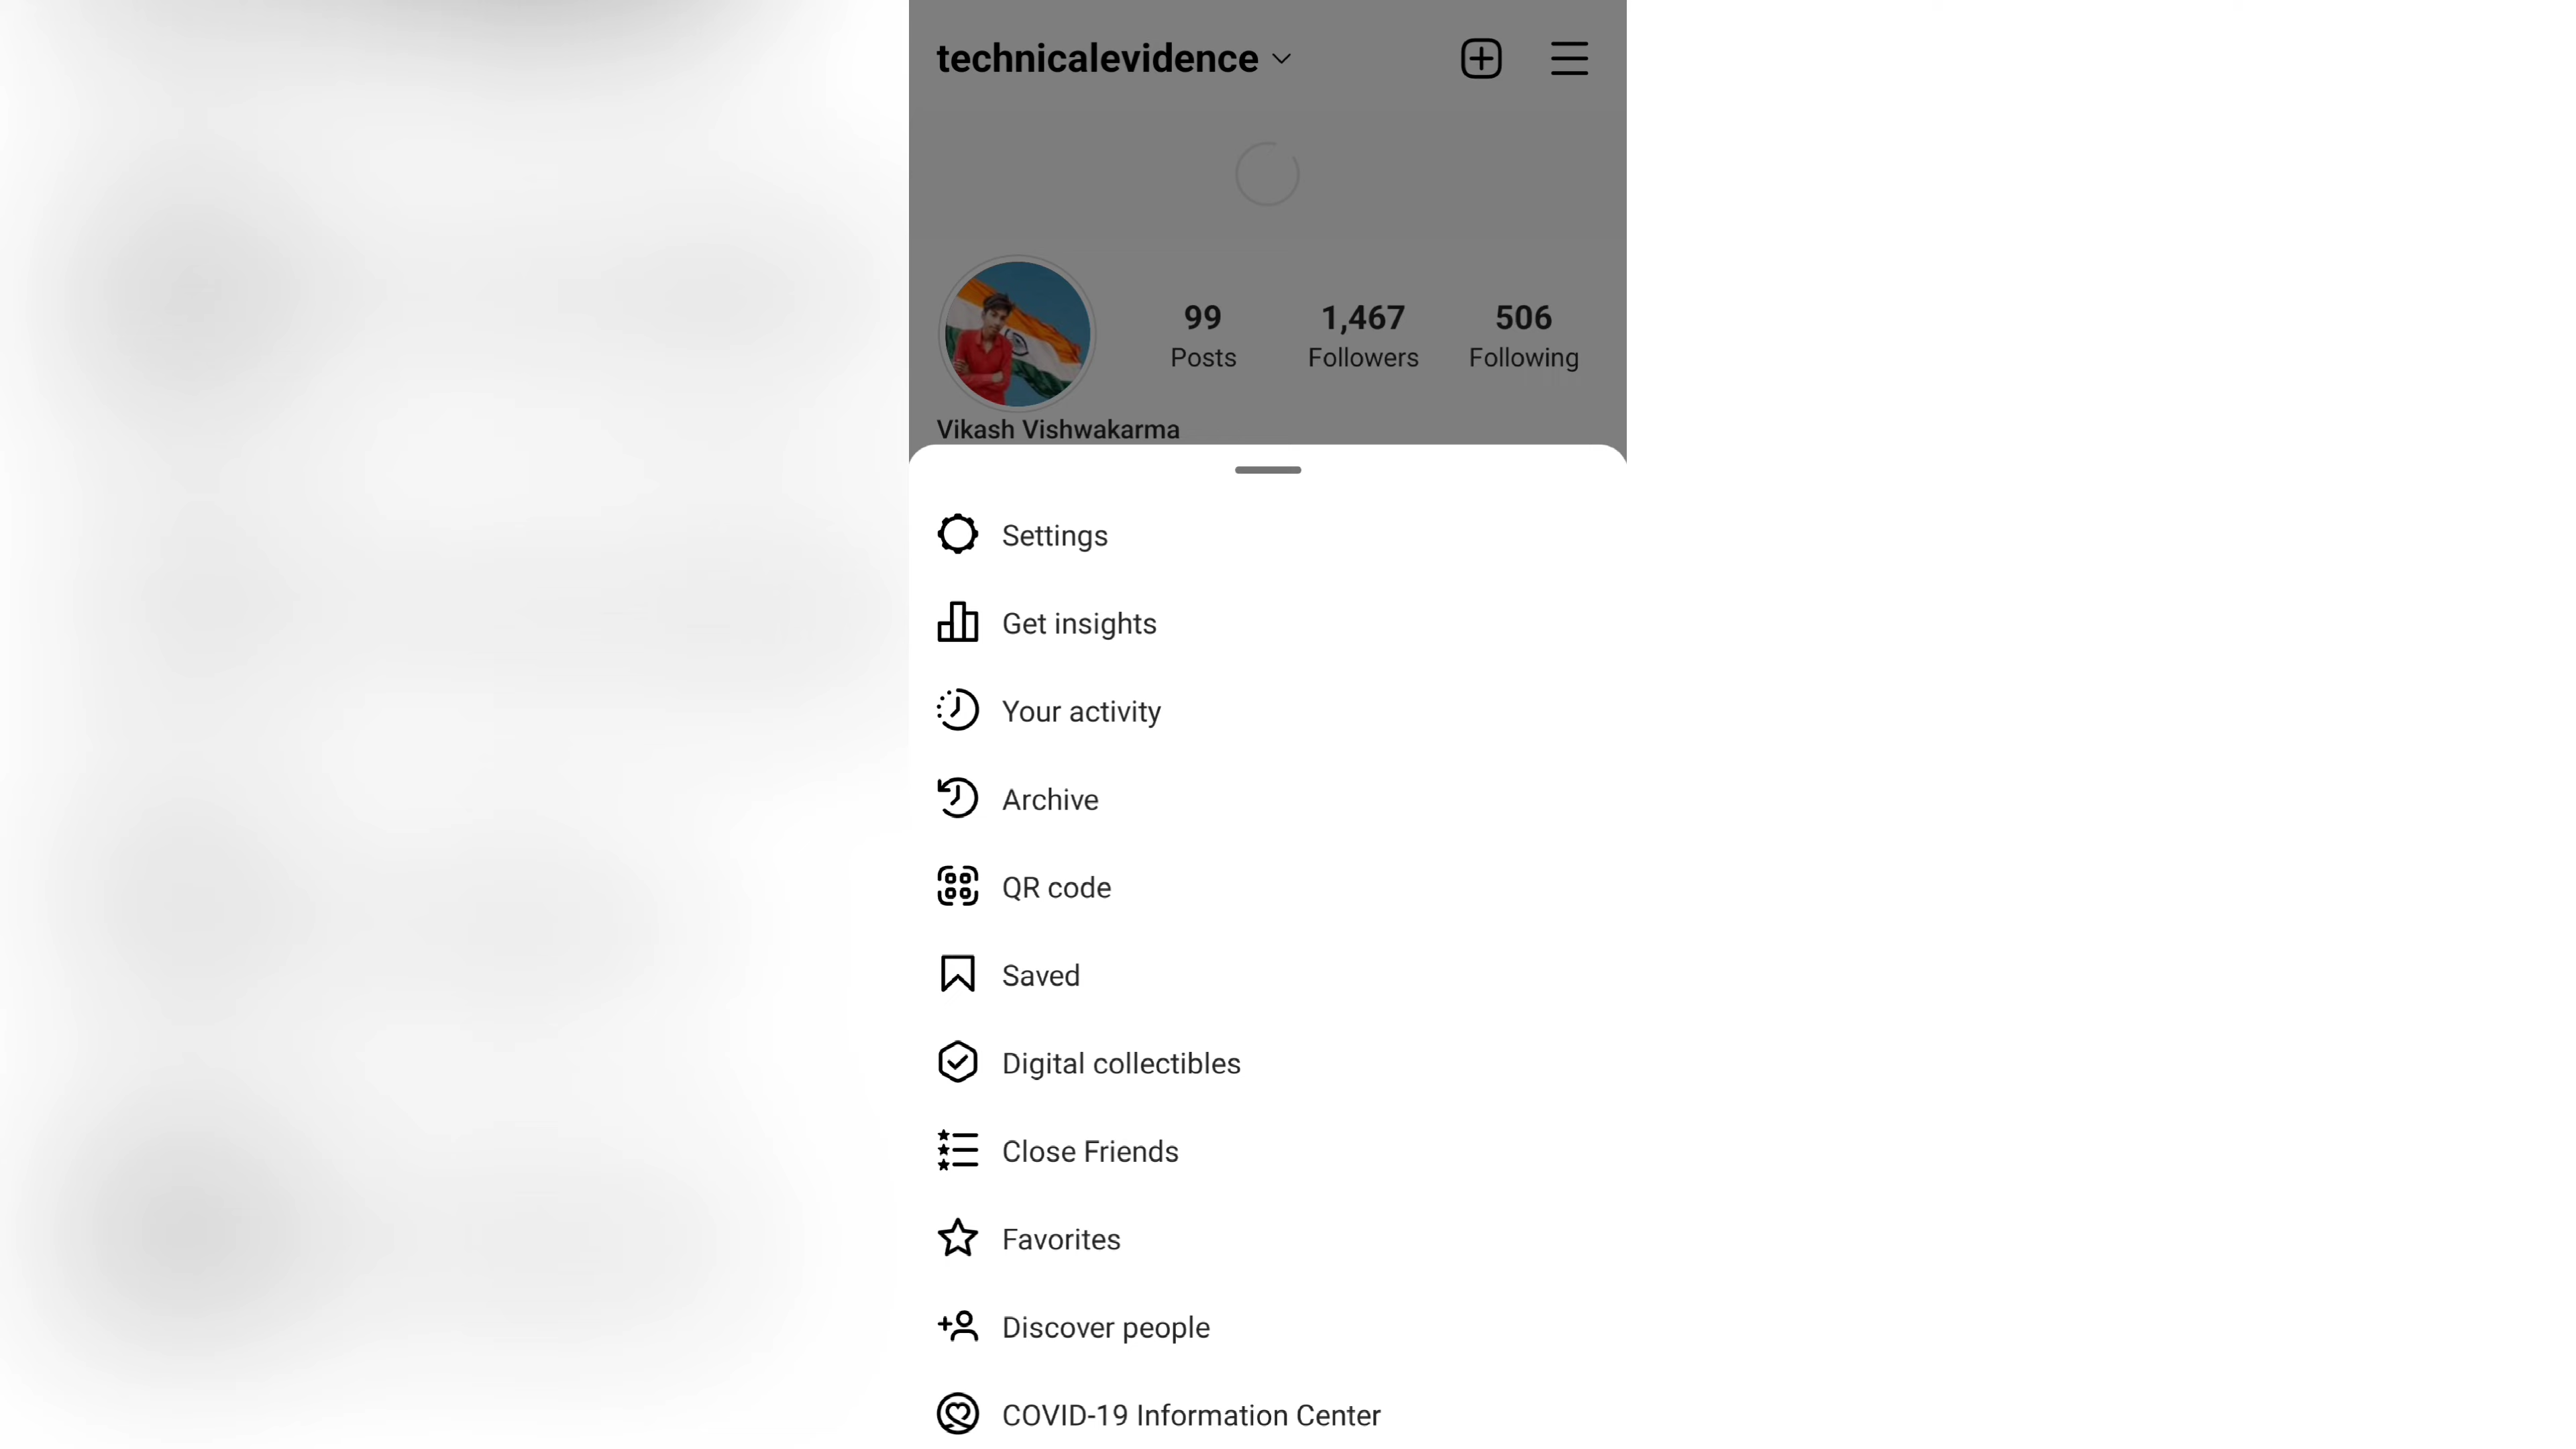 technicalevidence
99 1,467 506
Posts Followers Following
Vikash Vishwakarma
Settings
Get insights
Your activity
Archive
QR code
Saved
Digital collectibles
Close Friends
Favorites
Discover people
COVID-19 Information Center